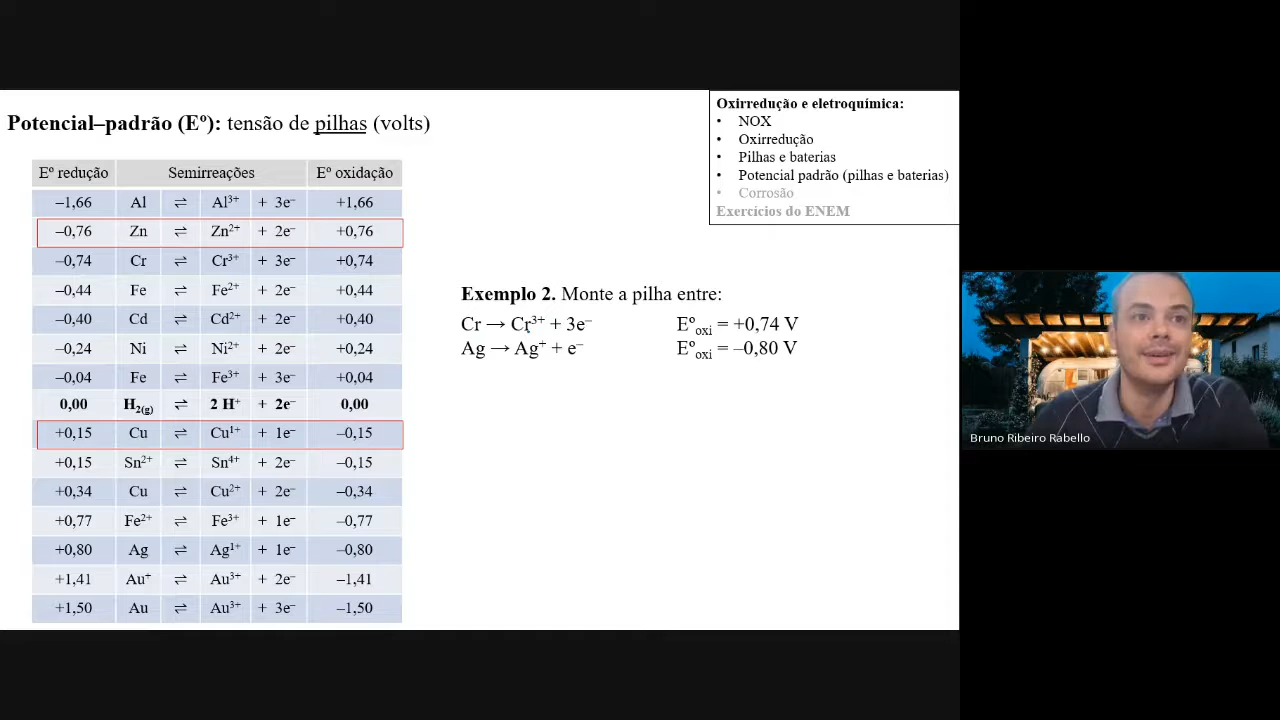 Potencial–padrão (Eº): tensão de pilhas (volts)
Oxirredução e eletroquímica:
• NOX
• Oxirredução
• Pilhas e baterias
• Potencial padrão (pilhas e baterias)
• Corrosão
Exercícios do ENEM
Eº redução Semirreações Eº oxidação
–1,66 Al ⇌ Al³⁺ + 3e⁻ +1,66
–0,76 Zn ⇌ Zn²⁺ + 2e⁻ +0,76
–0,74 Cr ⇌ Cr³⁺ + 3e⁻ +0,74
–0,44 Fe ⇌ Fe²⁺ + 2e⁻ +0,44
–0,40 Cd ⇌ Cd²⁺ + 2e⁻ +0,40
–0,24 Ni ⇌ Ni²⁺ + 2e⁻ +0,24
–0,04 Fe ⇌ Fe³⁺ + 3e⁻ +0,04
0,00 H₂(g) ⇌ 2 H⁺ + 2e⁻ 0,00
+0,15 Cu ⇌ Cu¹⁺ + 1e⁻ –0,15
+0,15 Sn²⁺ ⇌ Sn⁴⁺ + 2e⁻ –0,15
+0,34 Cu ⇌ Cu²⁺ + 2e⁻ –0,34
+0,77 Fe²⁺ ⇌ Fe³⁺ + 1e⁻ –0,77
+0,80 Ag ⇌ Ag¹⁺ + 1e⁻ –0,80
+1,41 Au⁺ ⇌ Au³⁺ + 2e⁻ –1,41
+1,50 Au ⇌ Au³⁺ + 3e⁻ –1,50
Exemplo 2. Monte a pilha entre:
Cr → Cr³⁺ + 3e⁻ Eºoxi = +0,74 V
Ag → Ag⁺ + e⁻ Eºoxi = –0,80 V
Bruno Ribeiro Rabello